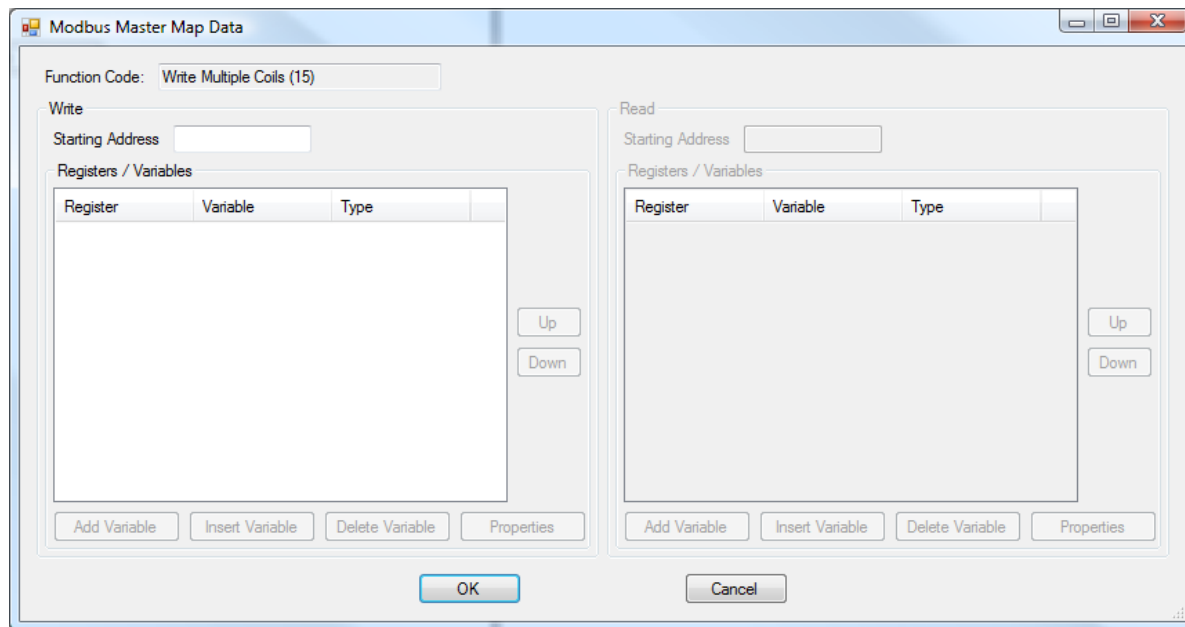 Modbus Master Map Data
Function Code: Write Multiple Coils (15)
Write
Starting Address
Registers / Variables
Register Variable Type
Up
Down
Add Variable Insert Variable Delete Variable Properties
Read
Starting Address
Registers / Variables
Register Variable Type
Up
Down
Add Variable Insert Variable Delete Variable Properties
OK Cancel